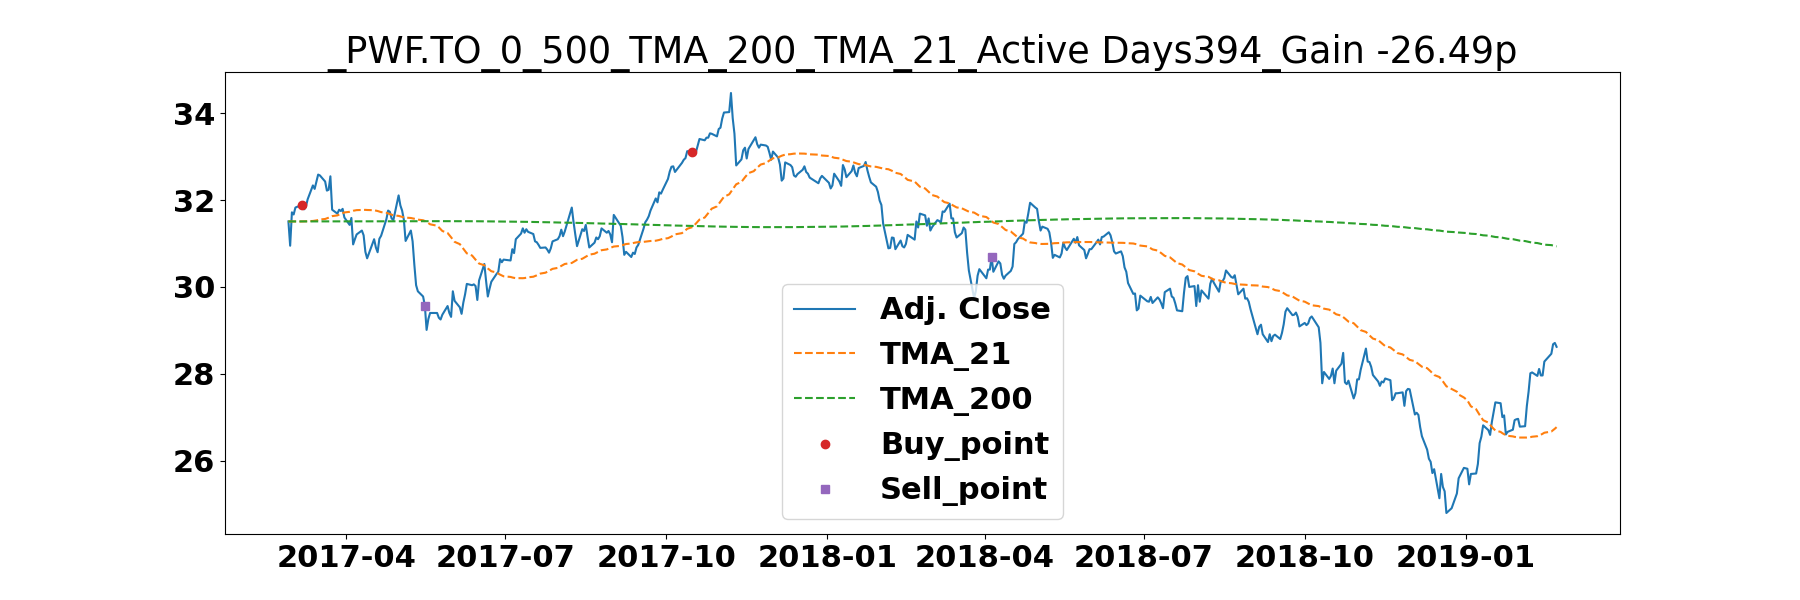 _PWF.TO_0_500_TMA_200_TMA_21_Active Days394_Gain -26.49p
34
32
30
28
26
Adj. Close
TMA_21
TMA_200
Buy_point
Sell_point
2017-04 2017-07 2017-10 2018-01 2018-04 2018-07 2018-10 2019-01